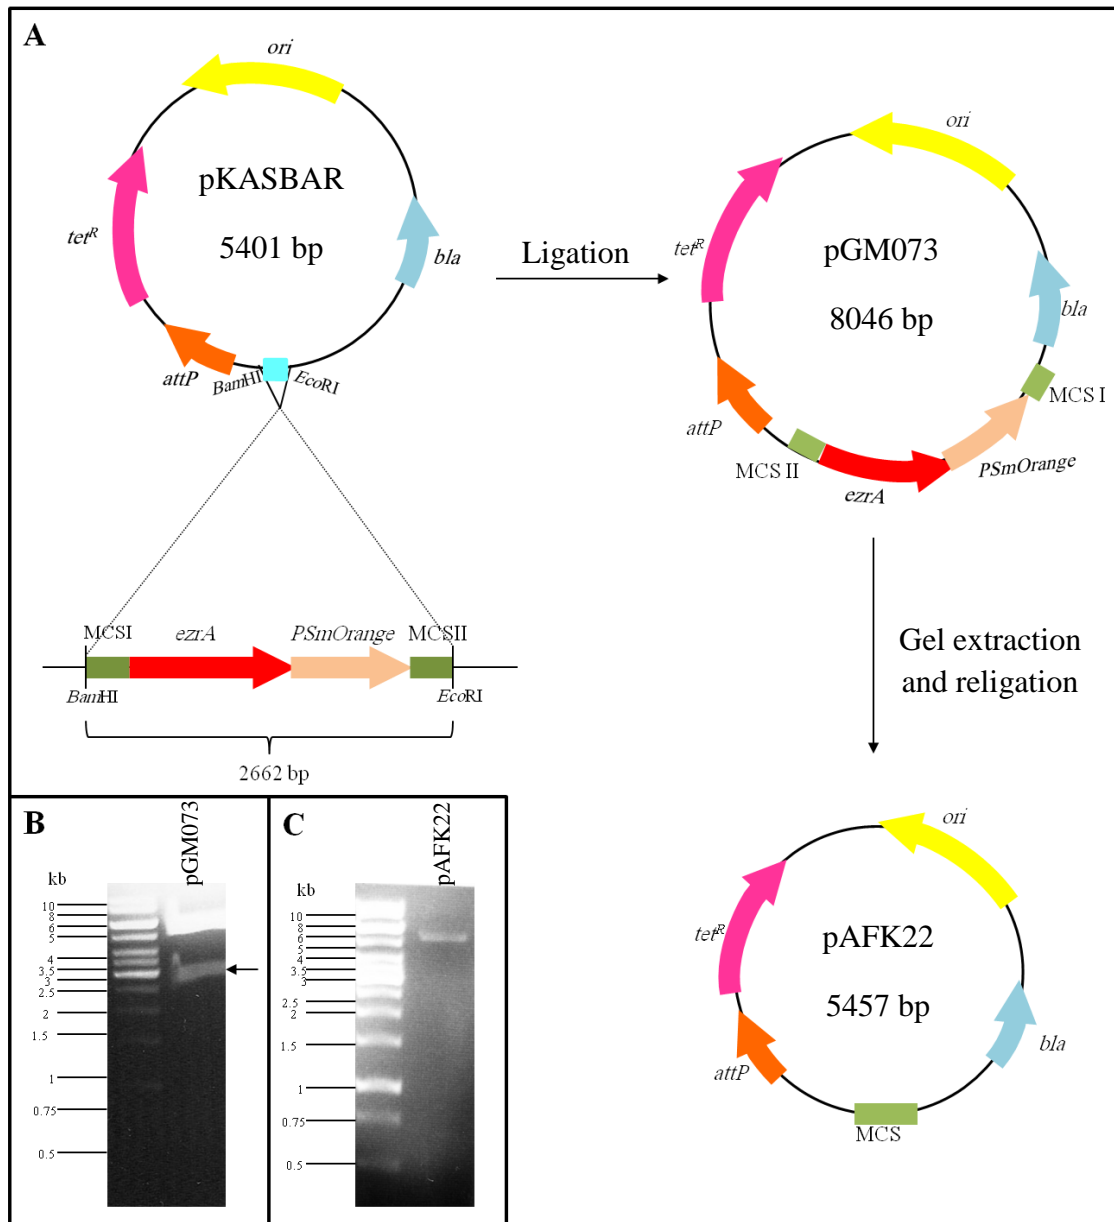 A
ori
pKASBAR
5401 bp
tetR
bla
attP
BamHI
EcoRI
Ligation
ori
pGM073
8046 bp
tetR
bla
MCS I
attP
MCS II
PSmOrange
ezrA
MCSI
ezrA
PSmOrange
MCSII
BamHI
EcoRI
2662 bp
Gel extraction
and religation
B
pGM073
kb
10
8
6
5
4
3.5
3
2.5
2
1.5
1
0.75
0.5
C
pAFK22
kb
10
8
6
5
4
3.5
3
2.5
2
1.5
1
0.75
0.5
ori
tetR
pAFK22
5457 bp
bla
attP
MCS